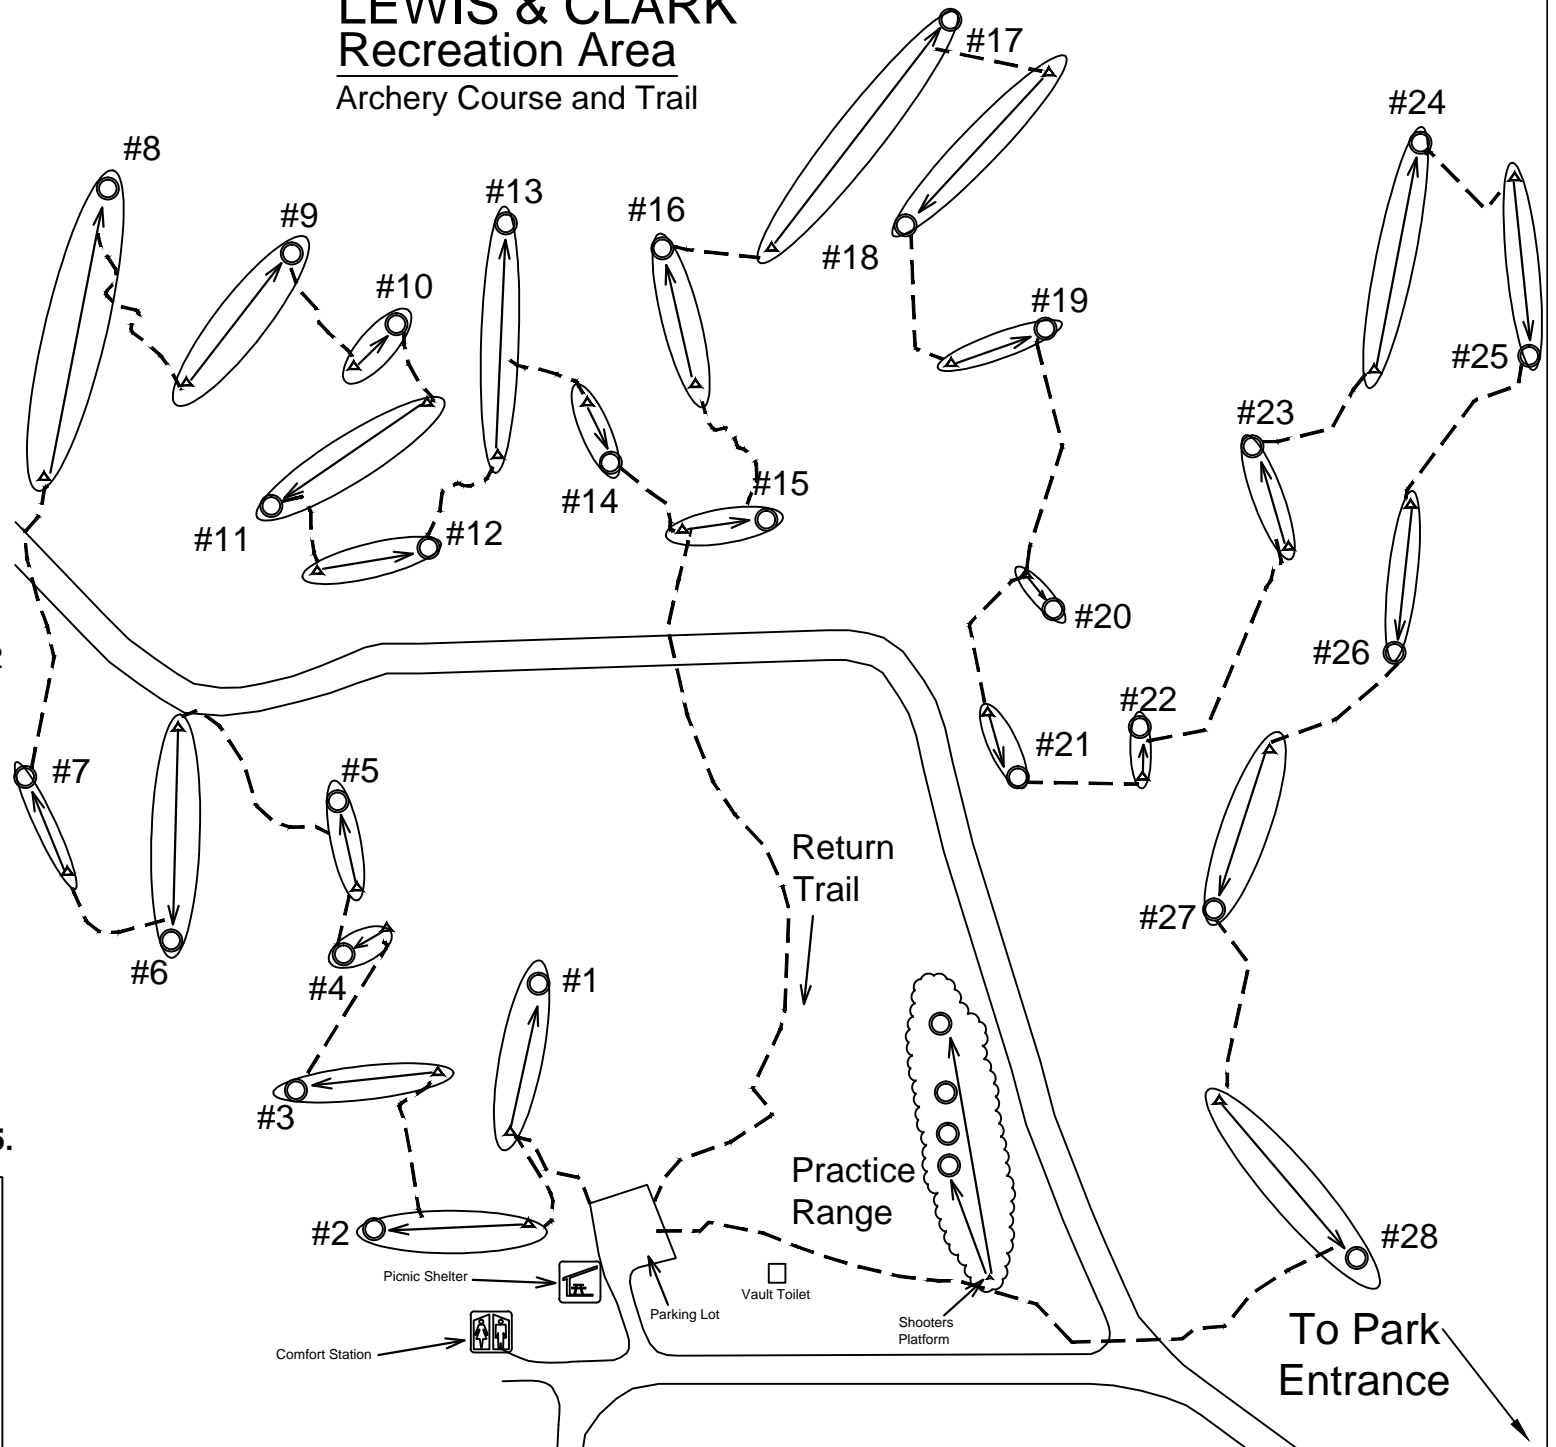 LEWIS & CLARK
Recreation Area
Archery Course and Trail
#17
#24
#8
#13
#9
#16
#18
#10
#19
#25
#23
#15
#14
#11
#12
#20
#26
2
#22
#21
#7
#5
Return
Trail
#27
#6
#4
#1
#3
5.
Practice
Range
#2
#28
Picnic Shelter
Vault Toilet
Parking Lot
Shooters
Platform
Comfort Station
To Park
Entrance